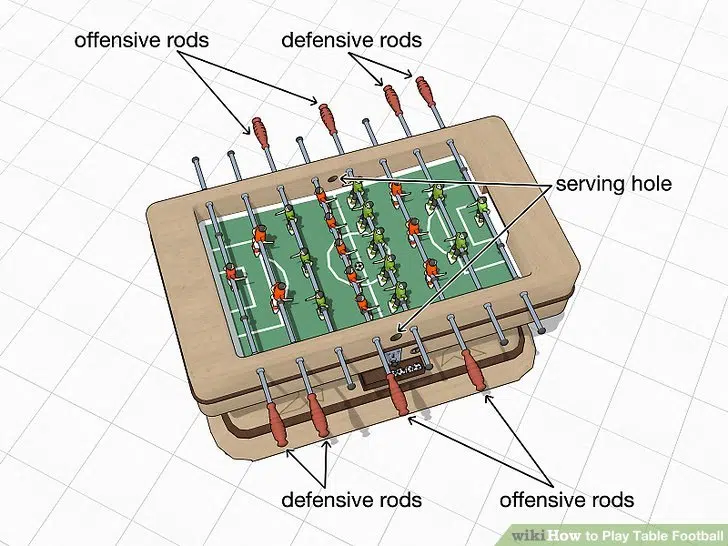 offensive rods
defensive rods
serving hole
defensive rods
offensive rods
wikiHow to Play Table Football